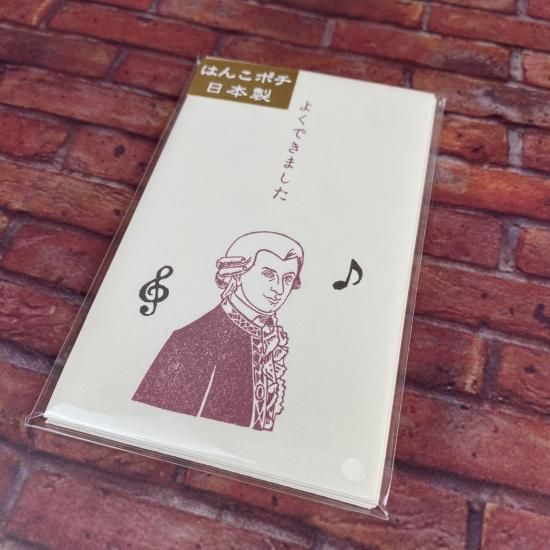 はんこポチ
日本製
よくできました